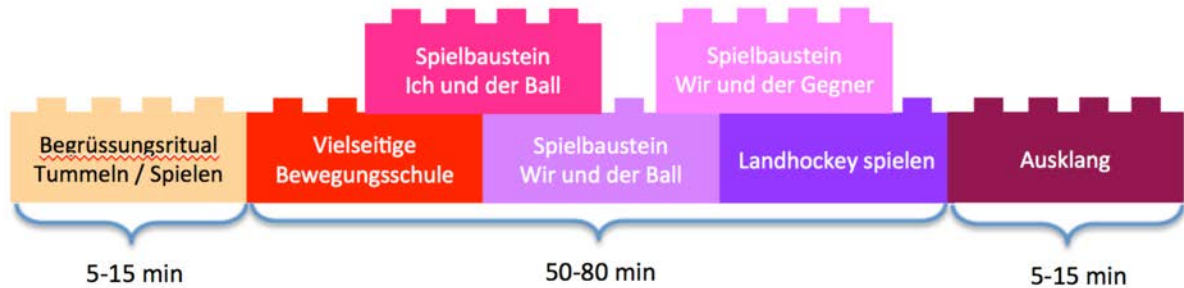 Spielbaustein
Ich und der Ball
Spielbaustein
Wir und der Gegner
Begrüssungsritual
Tummeln / Spielen
Vielseitige
Bewegungsschule
Spielbaustein
Wir und der Ball
Landhockey spielen
Ausklang
5-15 min
50-80 min
5-15 min